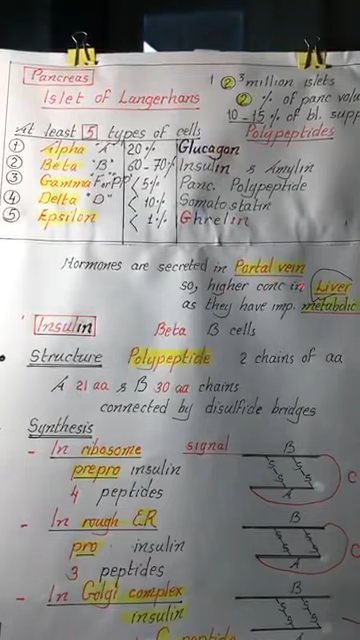 Pancreas
Islet of Langerhans
1 ② 3 million islets
② % of panc volu
10-15% of bl. supp
At least 5 types of cells
Polypeptides
① Alpha "A" 20% Glucagon
② Beta "B" 60-70% Insulin & Amylin
③ Gamma "F or PP" < 5% Panc. Polypeptide
④ Delta "D" < 10% Somatostatin
⑤ Epsilon < 1% Ghrelin
Hormones are secreted in Portal vein
so, higher conc in Liver
as they have imp. metabolic
Insulin Beta B cells
Structure Polypeptide 2 chains of aa
A 21 aa & B 30 aa chains
connected by disulfide bridges
Synthesis
- In ribosome signal B
prepro insulin S S S S
4 peptides A C
- In rough ER B
pro insulin S S S S
3 peptides A C
- In Golgi complex B
insulin
C peptide